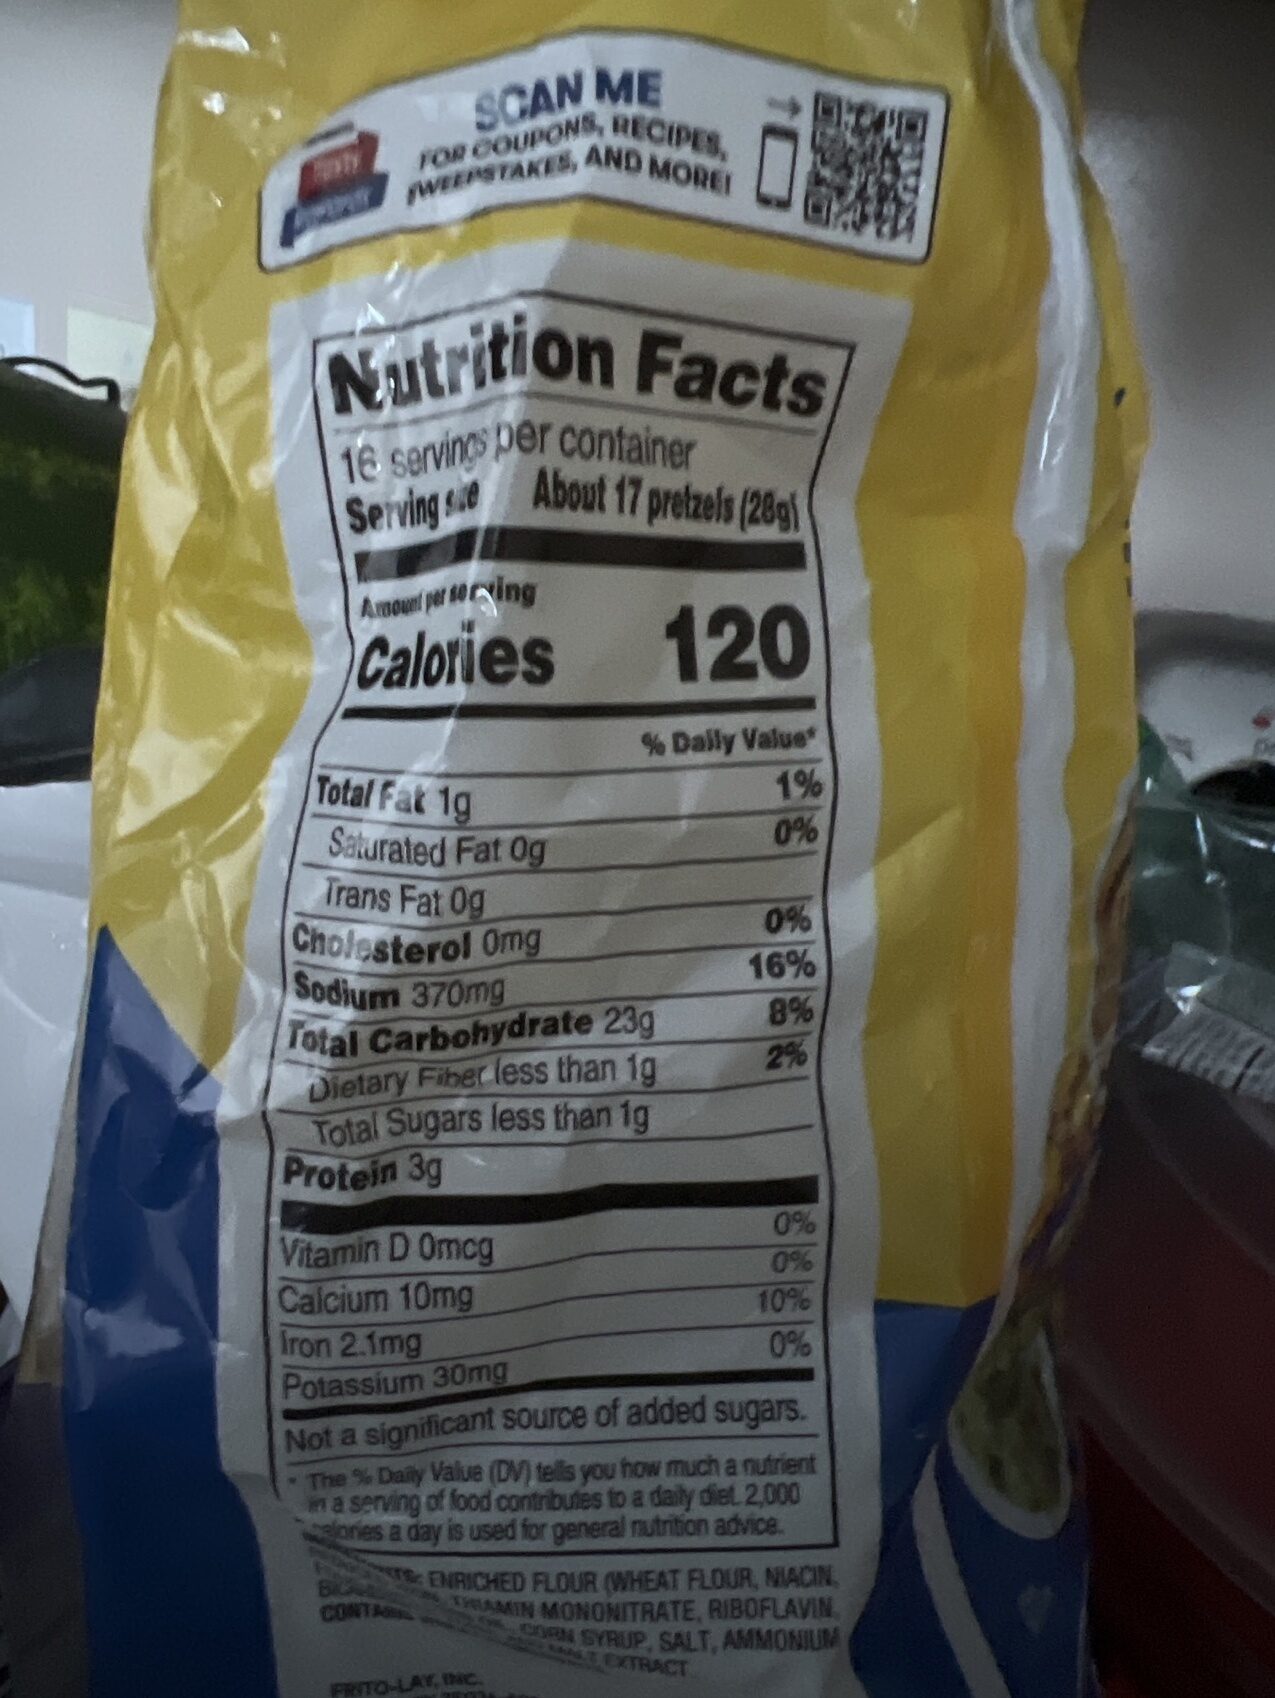 SCAN ME
FOR COUPONS, RECIPES,
SWEEPSTAKES, AND MORE!
Nutrition Facts
16 servings per container
Serving size About 17 pretzels (28g)
Amount per serving
Calories 120
% Daily Value*
Total Fat 1g 1%
Saturated Fat 0g 0%
Trans Fat 0g
Cholesterol 0mg 0%
Sodium 370mg 16%
Total Carbohydrate 23g 8%
Dietary Fiber less than 1g 2%
Total Sugars less than 1g
Protein 3g
Vitamin D 0mcg 0%
Calcium 10mg 0%
Iron 2.1mg 10%
Potassium 30mg 0%
Not a significant source of added sugars.
* The % Daily Value (DV) tells you how much a nutrient
in a serving of food contributes to a daily diet. 2,000
calories a day is used for general nutrition advice.
ENRICHED FLOUR (WHEAT FLOUR, NIACIN,
THIAMIN MONONITRATE, RIBOFLAVIN,
CORN SYRUP, SALT, AMMONIUM
MALT EXTRACT
FRITO-LAY, INC.